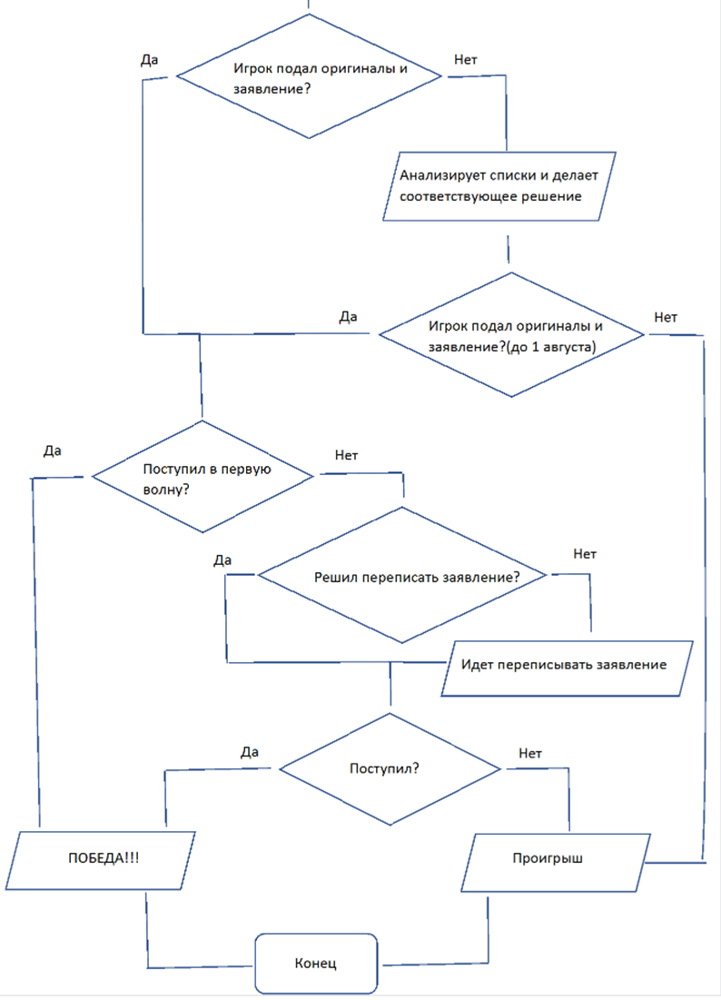 Да
Нет
Игрок подал оригиналы и
заявление?
Анализирует списки и делает
соответствующее решение
Да
Нет
Игрок подал оригиналы и
заявление?(до 1 августа)
Да
Нет
Поступил в первую
волну?
Да
Нет
Решил переписать заявление?
Идет переписывать заявление
Да
Нет
Поступил?
ПОБЕДА!!!
Проигрыш
Конец